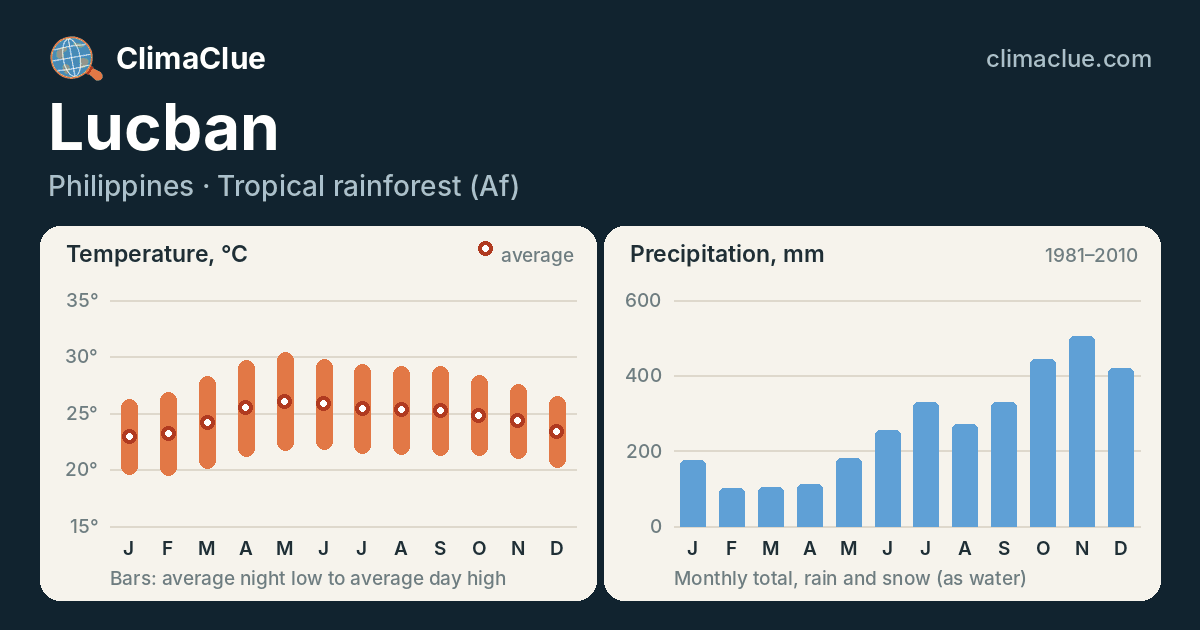 ClimaClue
climaclue.com
Lucban
Philippines · Tropical rainforest (Af)
Temperature, °C
average
35°
30°
25°
20°
15°
J F M A M J J A S O N D
Bars: average night low to average day high
Precipitation, mm
1981–2010
600
400
200
0
J F M A M J J A S O N D
Monthly total, rain and snow (as water)